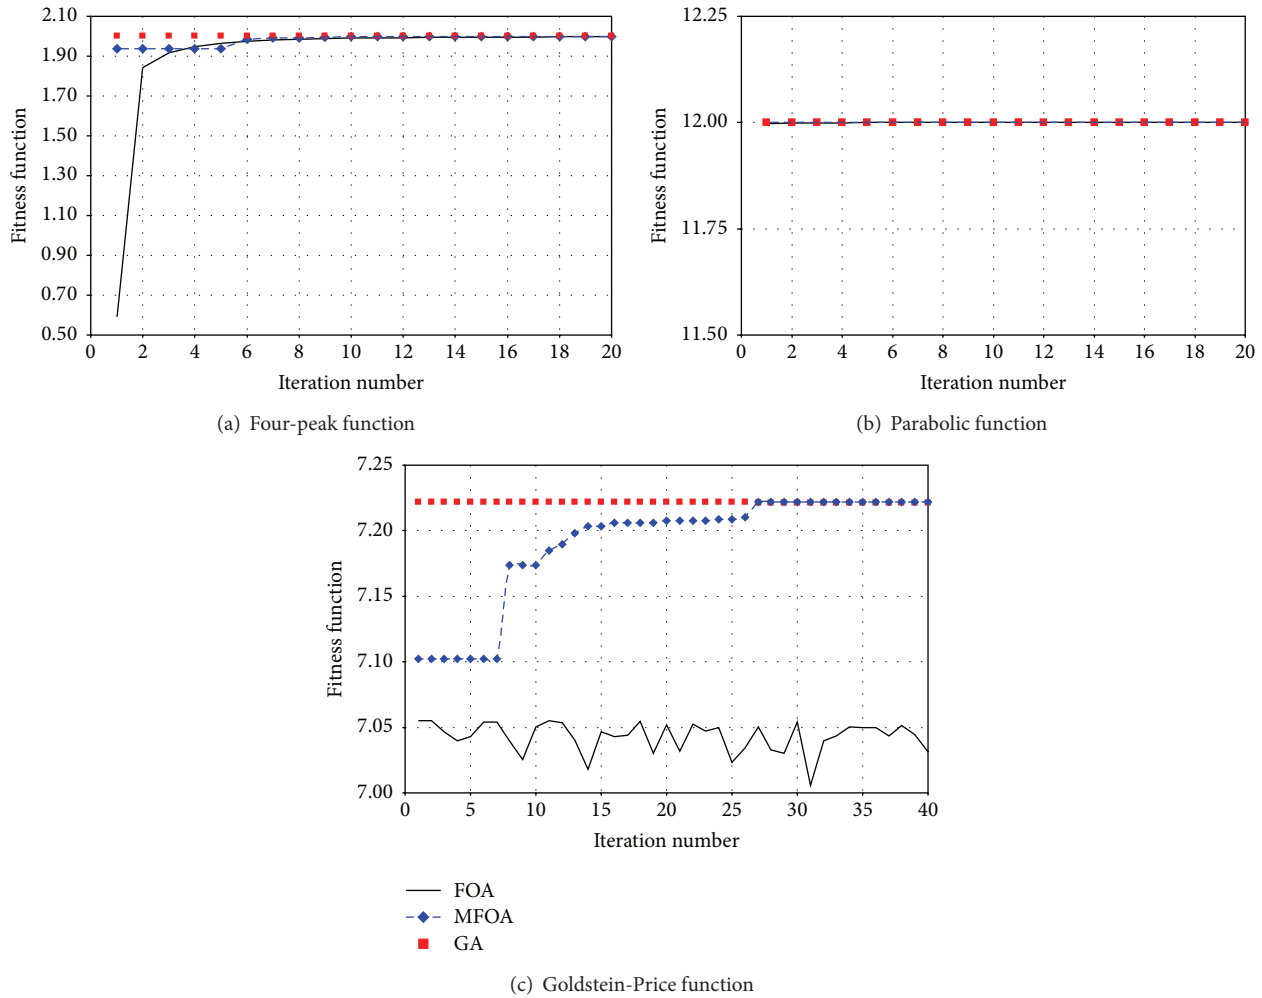 2.10
1.90
1.70
1.50
1.30
1.10
0.90
0.70
0.50
Fitness function
0 2 4 6 8 10 12 14 16 18 20
Iteration number
(a) Four-peak function
12.25
12.00
11.75
11.50
Fitness function
0 2 4 6 8 10 12 14 16 18 20
Iteration number
(b) Parabolic function
7.25
7.20
7.15
7.10
7.05
7.00
Fitness function
0 5 10 15 20 25 30 35 40
Iteration number
FOA
MFOA
GA
(c) Goldstein-Price function